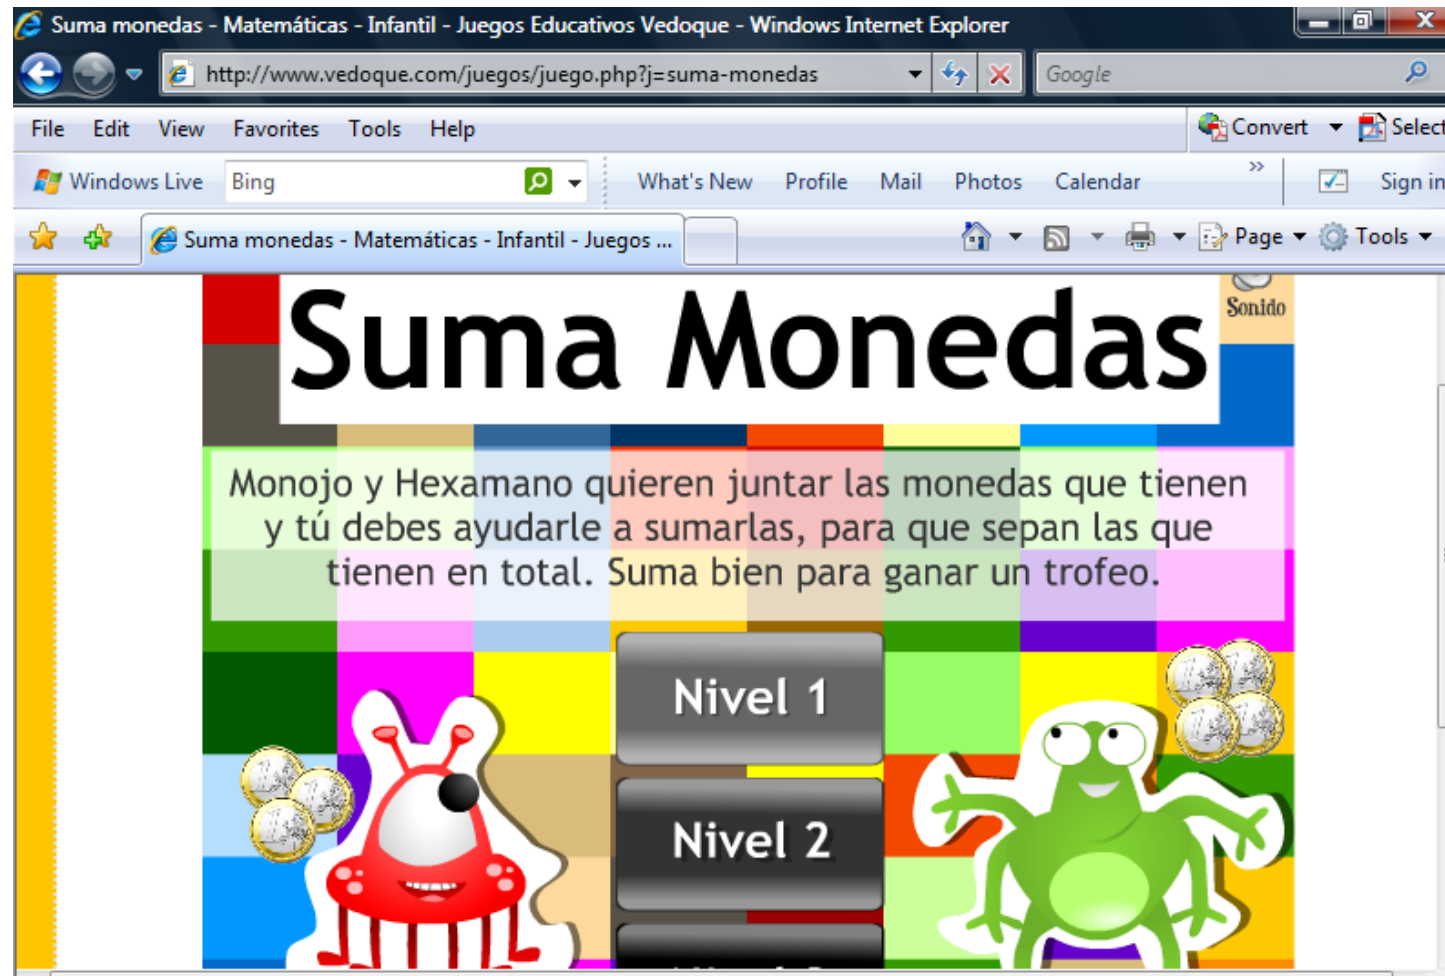 Suma monedas - Matemáticas - Infantil - Juegos Educativos Vedoque - Windows Internet Explorer
http://www.vedoque.com/juegos/juego.php?j=suma-monedas
Google
File Edit View Favorites Tools Help
Convert Select
Windows Live Bing What's New Profile Mail Photos Calendar » Sign in
Suma monedas - Matemáticas - Infantil - Juegos ... Page Tools
Sonido
Suma Monedas
Monojo y Hexamano quieren juntar las monedas que tienen
y tú debes ayudarle a sumarlas, para que sepan las que
tienen en total. Suma bien para ganar un trofeo.
Nivel 1
Nivel 2